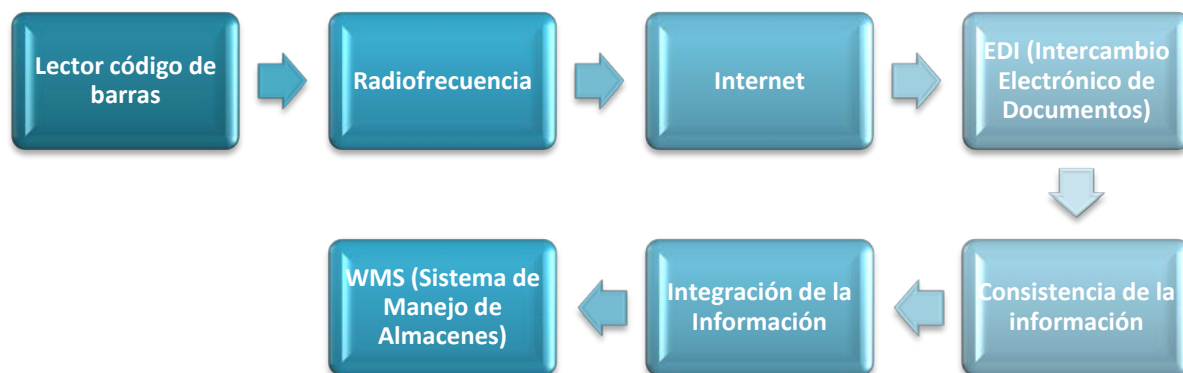 Lector código de
barras
Radiofrecuencia
Internet
EDI (Intercambio
Electrónico de
Documentos)
Consistencia de la
información
Integración de la
Información
WMS (Sistema de
Manejo de
Almacenes)